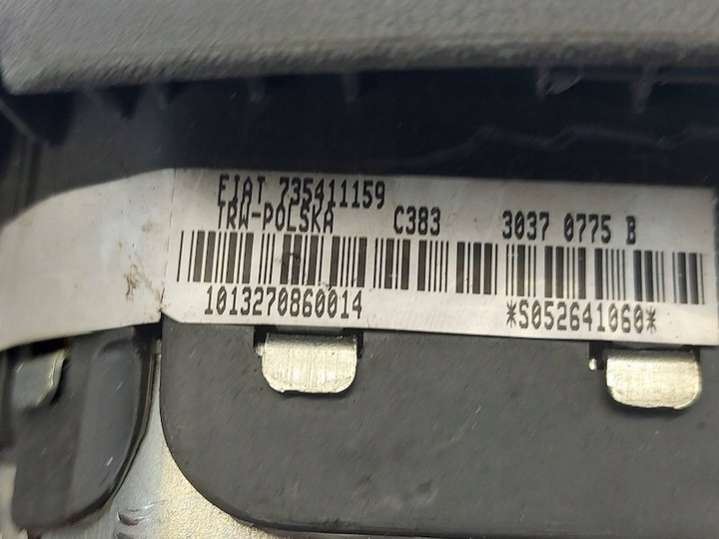 FIAT 735411159
TRW-POLSKA C383 3037 0775 B
1013270860014 *S052641060*